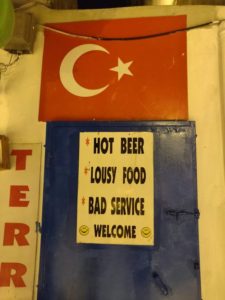 * HOT BEER
* LOUSY FOOD
* BAD SERVICE
WELCOME
T
E
R
R